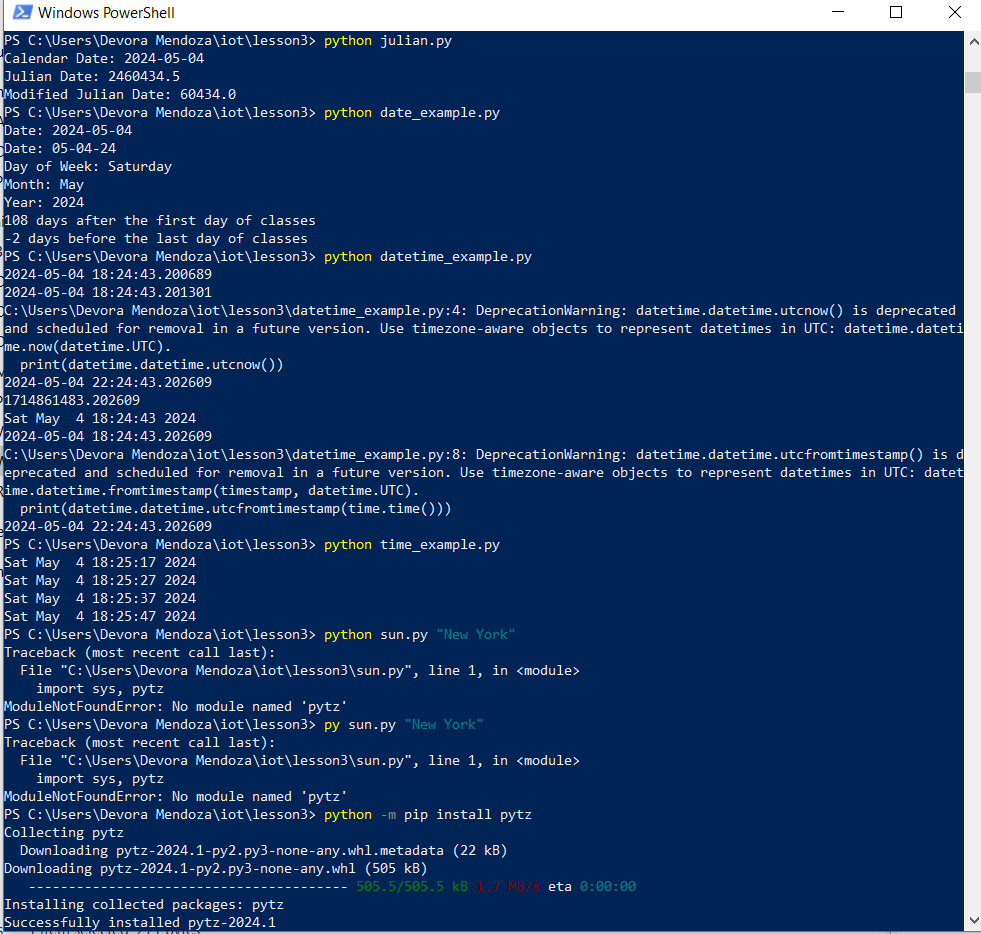 Windows PowerShell
PS C:\Users\Devora Mendoza\iot\lesson3> python julian.py
Calendar Date: 2024-05-04
Julian Date: 2460434.5
Modified Julian Date: 60434.0
PS C:\Users\Devora Mendoza\iot\lesson3> python date_example.py
Date: 2024-05-04
Date: 05-04-24
Day of Week: Saturday
Month: May
Year: 2024
108 days after the first day of classes
-2 days before the last day of classes
PS C:\Users\Devora Mendoza\iot\lesson3> python datetime_example.py
2024-05-04 18:24:43.200689
2024-05-04 18:24:43.201301
C:\Users\Devora Mendoza\iot\lesson3\datetime_example.py:4: DeprecationWarning: datetime.datetime.utcnow() is deprecated
and scheduled for removal in a future version. Use timezone-aware objects to represent datetimes in UTC: datetime.dateti
me.now(datetime.UTC).
  print(datetime.datetime.utcnow())
2024-05-04 22:24:43.202609
1714861483.202609
Sat May  4 18:24:43 2024
2024-05-04 18:24:43.202609
C:\Users\Devora Mendoza\iot\lesson3\datetime_example.py:8: DeprecationWarning: datetime.datetime.utcfromtimestamp() is d
eprecated and scheduled for removal in a future version. Use timezone-aware objects to represent datetimes in UTC: datet
ime.datetime.fromtimestamp(timestamp, datetime.UTC).
  print(datetime.datetime.utcfromtimestamp(time.time()))
2024-05-04 22:24:43.202609
PS C:\Users\Devora Mendoza\iot\lesson3> python time_example.py
Sat May  4 18:25:17 2024
Sat May  4 18:25:27 2024
Sat May  4 18:25:37 2024
Sat May  4 18:25:47 2024
PS C:\Users\Devora Mendoza\iot\lesson3> python sun.py "New York"
Traceback (most recent call last):
  File "C:\Users\Devora Mendoza\iot\lesson3\sun.py", line 1, in <module>
    import sys, pytz
ModuleNotFoundError: No module named 'pytz'
PS C:\Users\Devora Mendoza\iot\lesson3> py sun.py "New York"
Traceback (most recent call last):
  File "C:\Users\Devora Mendoza\iot\lesson3\sun.py", line 1, in <module>
    import sys, pytz
ModuleNotFoundError: No module named 'pytz'
PS C:\Users\Devora Mendoza\iot\lesson3> python -m pip install pytz
Collecting pytz
  Downloading pytz-2024.1-py2.py3-none-any.whl.metadata (22 kB)
Downloading pytz-2024.1-py2.py3-none-any.whl (505 kB)
   ---------------------------------------- 505.5/505.5 kB 1.7 MB/s eta 0:00:00
Installing collected packages: pytz
Successfully installed pytz-2024.1